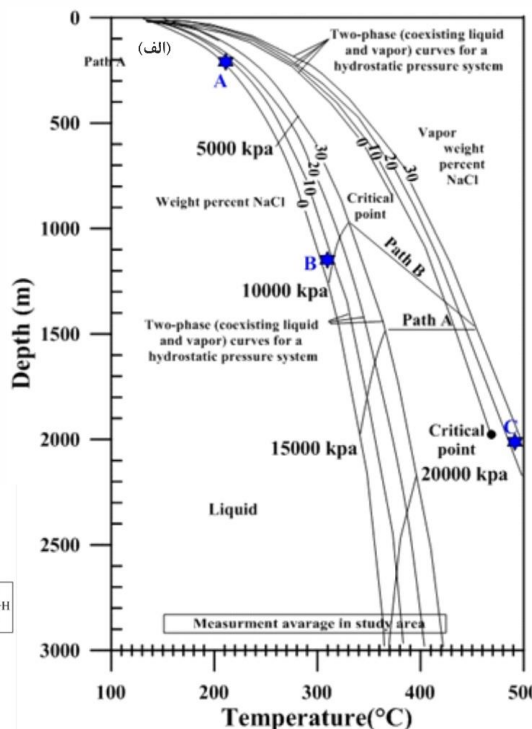 0
Path A
(الف)
Two-phase (coexisting liquid
and vapor) curves for a
hydrostatic pressure system
A
500
5000 kpa
30
20
10
0
0
10
20
30
Vapor
weight
percent
NaCl
Weight percent NaCl
Critical
point
1000
B
10000 kpa
Path B
Two-phase (coexisting liquid
and vapor) curves for a
hydrostatic pressure system
Path A
1500
15000 kpa
Critical
point
C
2000
20000 kpa
Liquid
2500
H
Measurment avarage in study area
3000
100
200
300
400
500
Depth (m)
Temperature(°C)